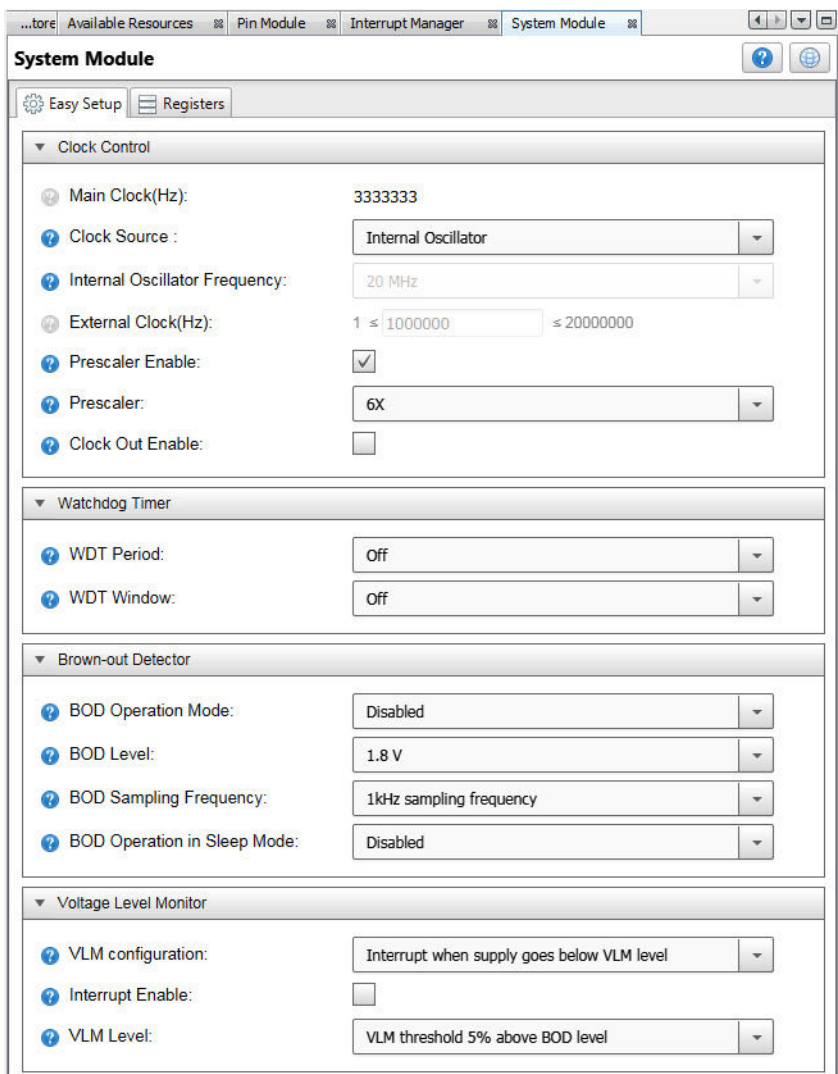 ...tore Available Resources Pin Module Interrupt Manager System Module
System Module
Easy Setup Registers
Clock Control
Main Clock(Hz): 3333333
Clock Source : Internal Oscillator
Internal Oscillator Frequency: 20 MHz
External Clock(Hz): 1 ≤ 1000000 ≤ 20000000
Prescaler Enable:
Prescaler: 6X
Clock Out Enable:
Watchdog Timer
WDT Period: Off
WDT Window: Off
Brown-out Detector
BOD Operation Mode: Disabled
BOD Level: 1.8 V
BOD Sampling Frequency: 1kHz sampling frequency
BOD Operation in Sleep Mode: Disabled
Voltage Level Monitor
VLM configuration: Interrupt when supply goes below VLM level
Interrupt Enable:
VLM Level: VLM threshold 5% above BOD level